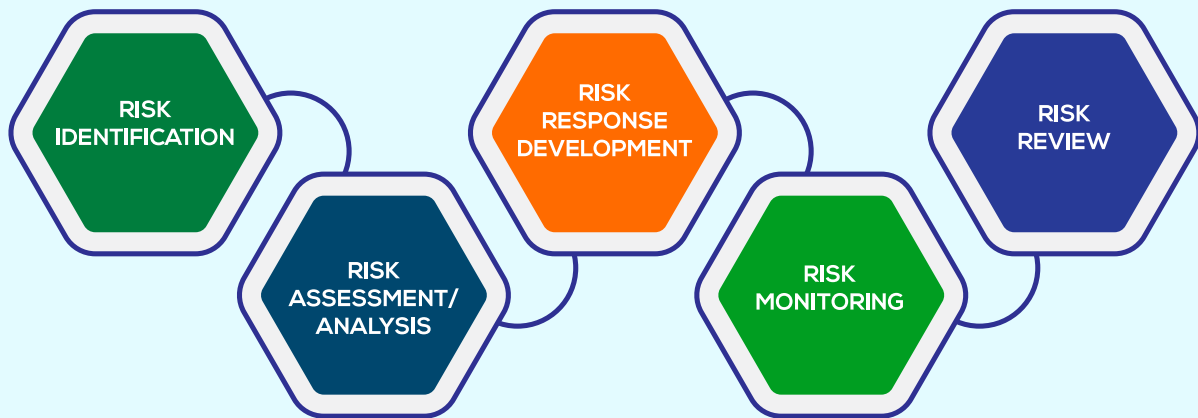 RISK
IDENTIFICATION
RISK
ASSESSMENT/
ANALYSIS
RISK
RESPONSE
DEVELOPMENT
RISK
MONITORING
RISK
REVIEW